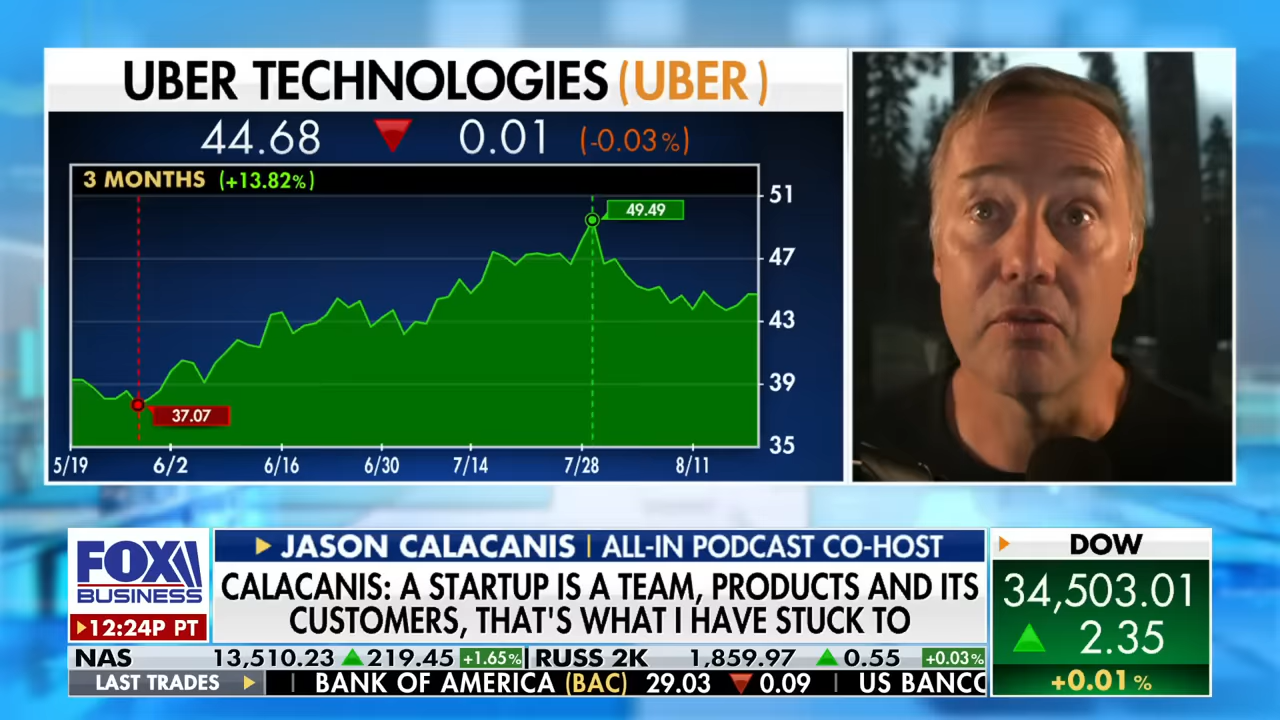 UBER TECHNOLOGIES (UBER)
44.68 ▼ 0.01 (-0.03%)
3 MONTHS (+13.82%)
51
49.49
47
43
39
37.07
35
5/19 6/2 6/16 6/30 7/14 7/28 8/11
FOX
BUSINESS
12:24P PT
JASON CALACANIS | ALL-IN PODCAST CO-HOST
CALACANIS: A STARTUP IS A TEAM, PRODUCTS AND ITS
CUSTOMERS, THAT'S WHAT I HAVE STUCK TO
DOW
34,503.01
▲ 2.35
+0.01%
NAS 13,510.23 ▲ 219.45 +1.65% RUSS 2K 1,859.97 ▲ 0.55 +0.03%
LAST TRADES BANK OF AMERICA (BAC) 29.03 ▼ 0.09 | US BANC